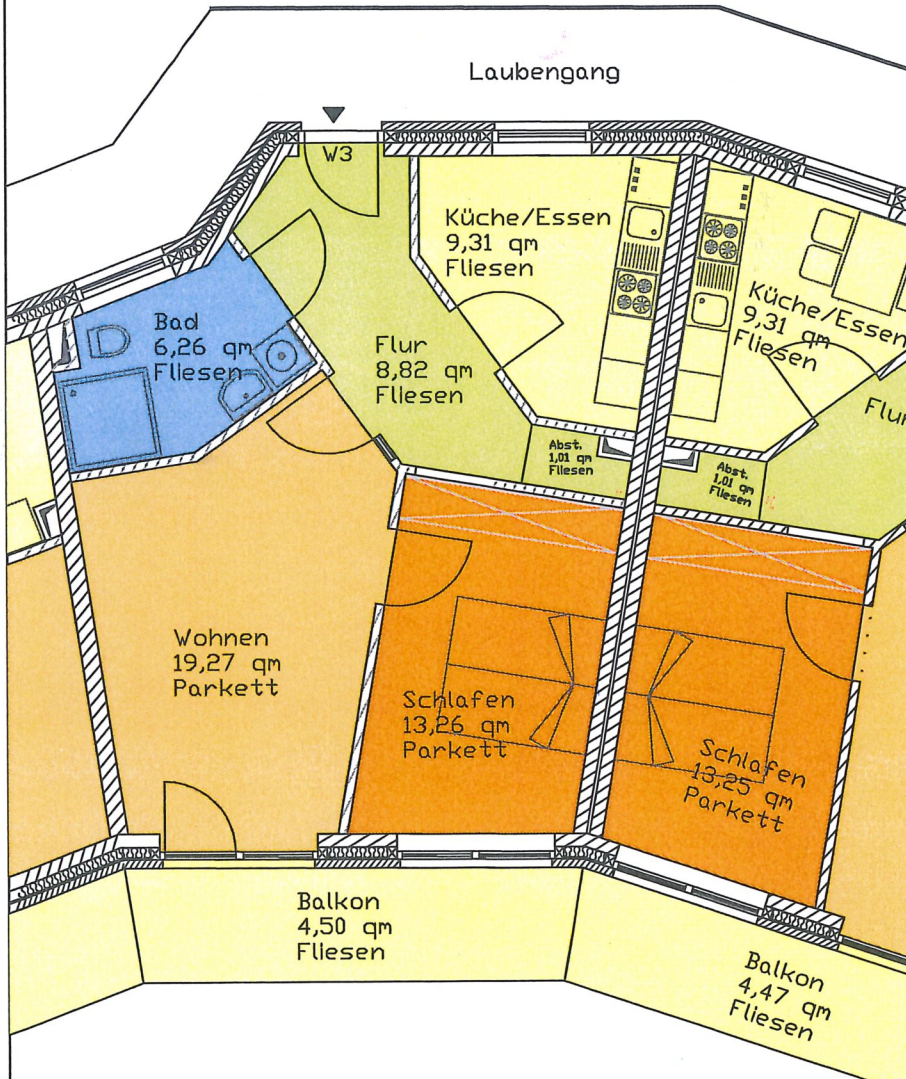 Laubengang
W3
Küche/Essen
9,31 qm
Fliesen
Küche/Essen
9,31 qm
Fliesen
Bad
6,26 qm
Fliesen
Flur
8,82 qm
Fliesen
Flur
Abst.
1,01 qm
Fliesen
Abst.
1,01 qm
Fliesen
Wohnen
19,27 qm
Parkett
Schlafen
13,26 qm
Parkett
Schlafen
13,25 qm
Parkett
Balkon
4,50 qm
Fliesen
Balkon
4,47 qm
Fliesen